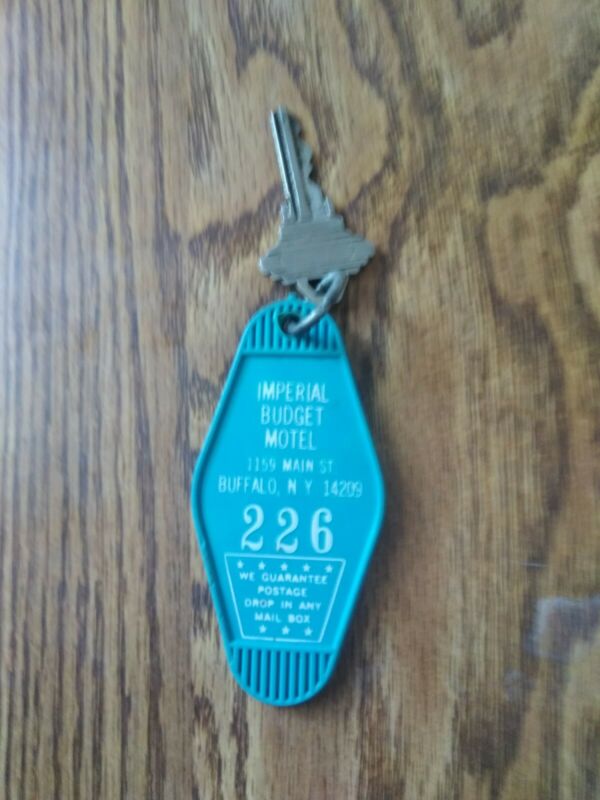 IMPERIAL
BUDGET
MOTEL
1159 MAIN ST
BUFFALO, N Y 14209
226
WE GUARANTEE
POSTAGE
DROP IN ANY
MAIL BOX